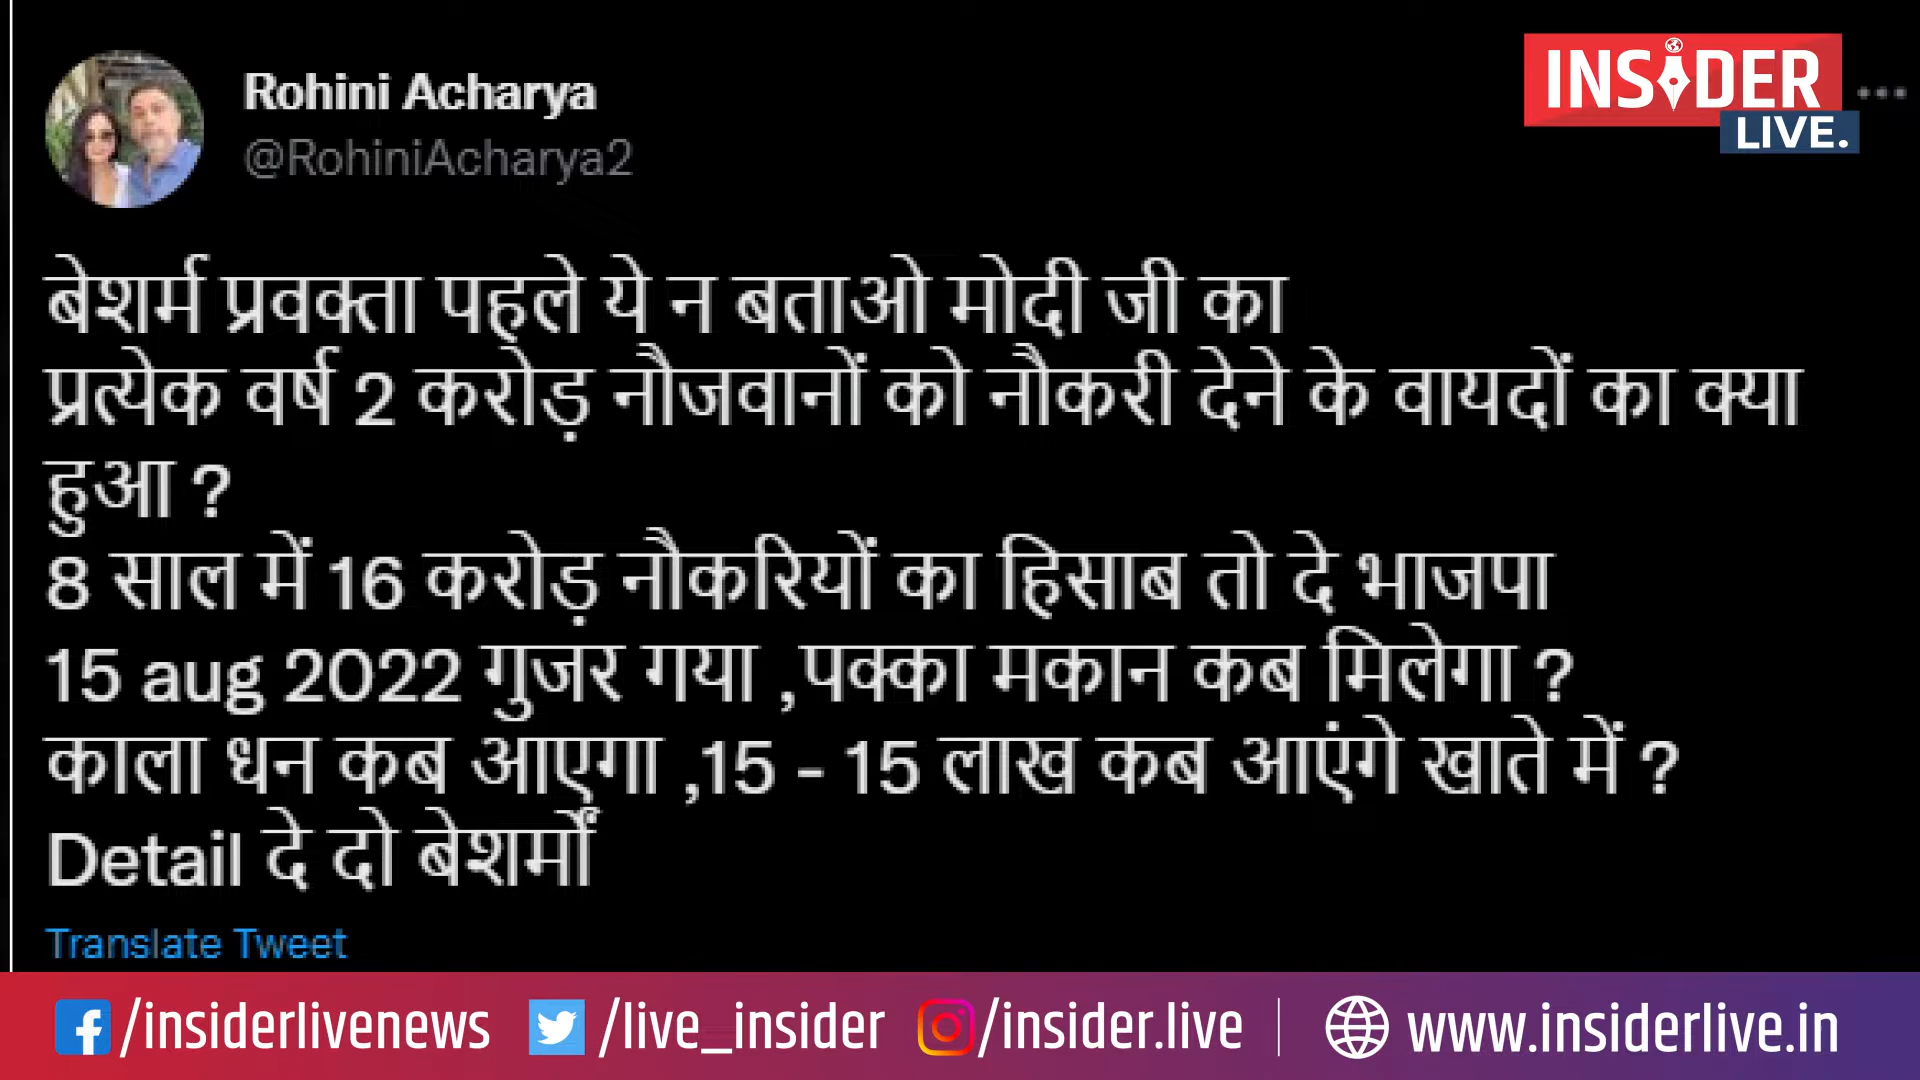 Rohini Acharya
@RohiniAcharya2
INSIDER
LIVE.
बेशर्म प्रवक्ता पहले ये न बताओ मोदी जी का
प्रत्येक वर्ष 2 करोड़ नौजवानों को नौकरी देने के वायदों का क्या
हुआ ?
8 साल में 16 करोड़ नौकरियों का हिसाब तो दे भाजपा
15 aug 2022 गुजर गया ,पक्का मकान कब मिलेगा ?
काला धन कब आएगा ,15 - 15 लाख कब आएंगे खाते में ?
Detail दे दो बेशर्मों
Translate Tweet
/insiderlivenews /live_insider /insider.live | www.insiderlive.in